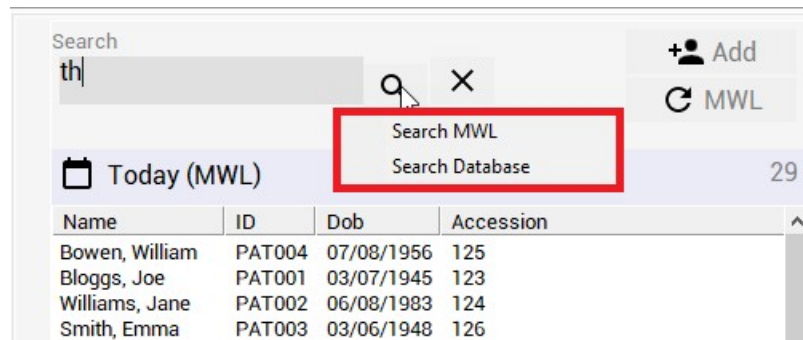 Search
th
Add
MWL
Search MWL
Search Database
Today (MWL) 29
Name ID Dob Accession
Bowen, William PAT004 07/08/1956 125
Bloggs, Joe PAT001 03/07/1945 123
Williams, Jane PAT002 06/08/1983 124
Smith, Emma PAT003 03/06/1948 126